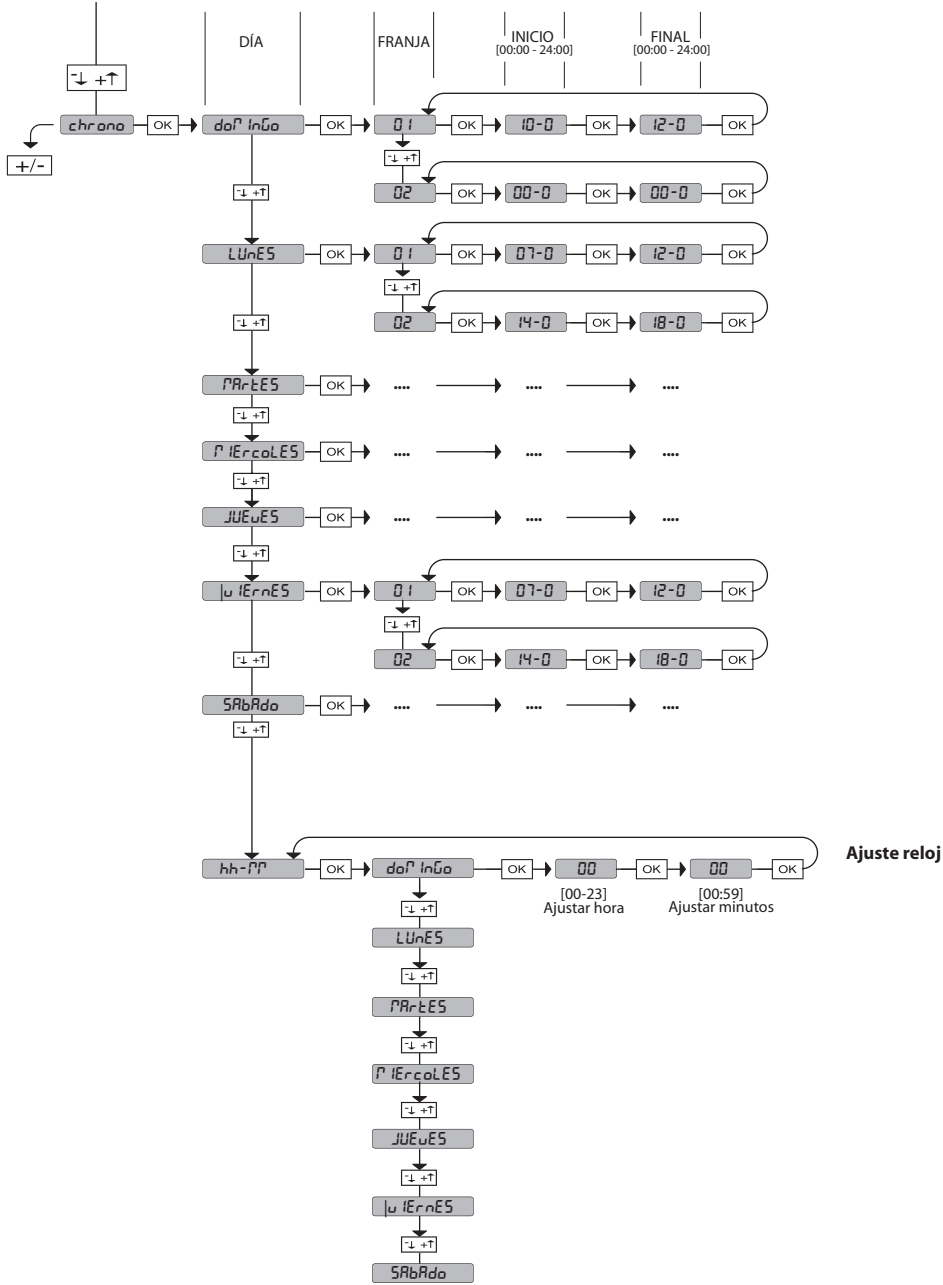 DÍA FRANJA INICIO FINAL
[00:00 - 24:00] [00:00 - 24:00]
-↓ +↑
chrono OK doMInGo OK 01 OK 10-0 OK 12-0 OK
+/-
-↓ +↑
-↓ +↑
02 OK 00-0 OK 00-0 OK
LUnES OK 01 OK 07-0 OK 12-0 OK
-↓ +↑
-↓ +↑
02 OK 14-0 OK 18-0 OK
MArtES OK .... .... ....
-↓ +↑
MIErcoLES OK .... .... ....
-↓ +↑
JUEvES OK .... .... ....
-↓ +↑
|vIErnES OK 01 OK 07-0 OK 12-0 OK
-↓ +↑
-↓ +↑
02 OK 14-0 OK 18-0 OK
SAbAdo OK .... .... ....
-↓ +↑
hh-MM OK doMInGo OK 00 OK 00 OK Ajuste reloj
[00-23] [00:59]
Ajustar hora Ajustar minutos
-↓ +↑
LUnES
-↓ +↑
MArtES
-↓ +↑
MIErcoLES
-↓ +↑
JUEvES
-↓ +↑
|vIErnES
-↓ +↑
SAbAdo